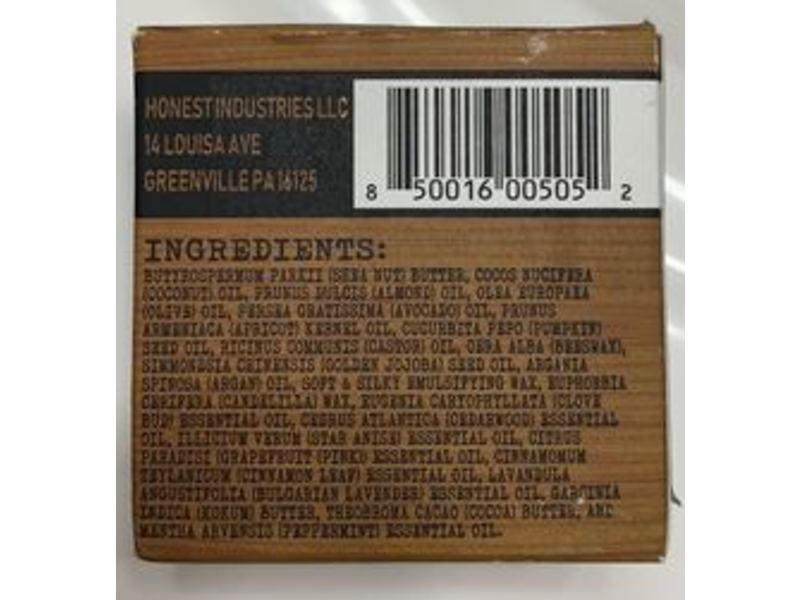 HONEST INDUSTRIES LLC
14 LOUISA AVE
GREENVILLE PA 16125
8 50016 00505 2
INGREDIENTS:
BUTYROSPERMUM PARKII (SHEA NUT) BUTTER, COCOS NUCIFERA
(COCONUT) OIL, PRUNUS DULCIS (ALMOND) OIL, OLEA EUROPAEA
(OLIVE) OIL, PERSEA GRATISSIMA (AVOCADO) OIL, PRUNUS
ARMENIACA (APRICOT) KERNEL OIL, CUCURBITA PEPO (PUMPKIN)
SEED OIL, RICINUS COMMUNIS (CASTOR) OIL, CERA ALBA (BEESWAX),
SIMMONDSIA CHINENSIS (GOLDEN JOJOBA) SEED OIL, ARGANIA
SPINOSA (ARGAN) OIL, SOFT & SILKY EMULSIFYING WAX, EUPHORBIA
CERIFERA (CANDELILLA) WAX, EUGENIA CARYOPHYLLATA (CLOVE
BUD) ESSENTIAL OIL, CEDRUS ATLANTICA (CEDARWOOD) ESSENTIAL
OIL, ILLICIUM VERUM (STAR ANISE) ESSENTIAL OIL, CITRUS
PARADISI (GRAPEFRUIT (PINK)) ESSENTIAL OIL, CINNAMOMUM
ZEYLANICUM (CINNAMON LEAF) ESSENTIAL OIL, LAVANDULA
ANGUSTIFOLIA (BULGARIAN LAVENDER) ESSENTIAL OIL, GARCINIA
INDICA (KOKUM) BUTTER, THEOBROMA CACAO (COCOA) BUTTER, AND
MENTHA ARVENSIS (PEPPERMINT) ESSENTIAL OIL.